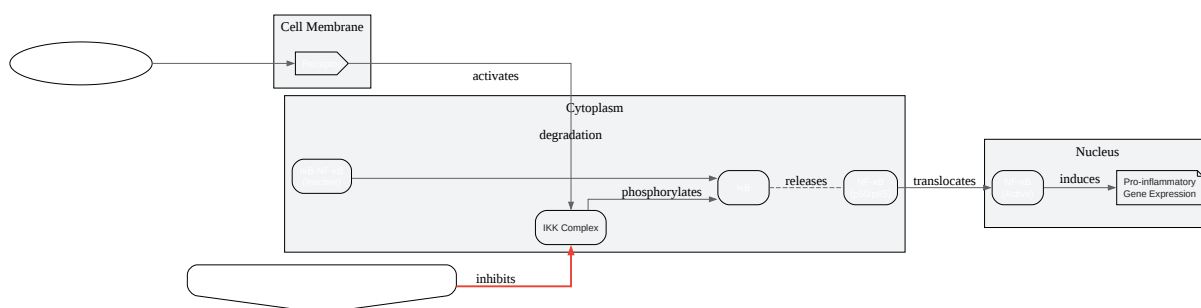 Cell Membrane
activates
Cytoplasm
degradation
Nucleus
releases
translocates
induces
Pro-inflammatory
Gene Expression
phosphorylates
IKK Complex
inhibits